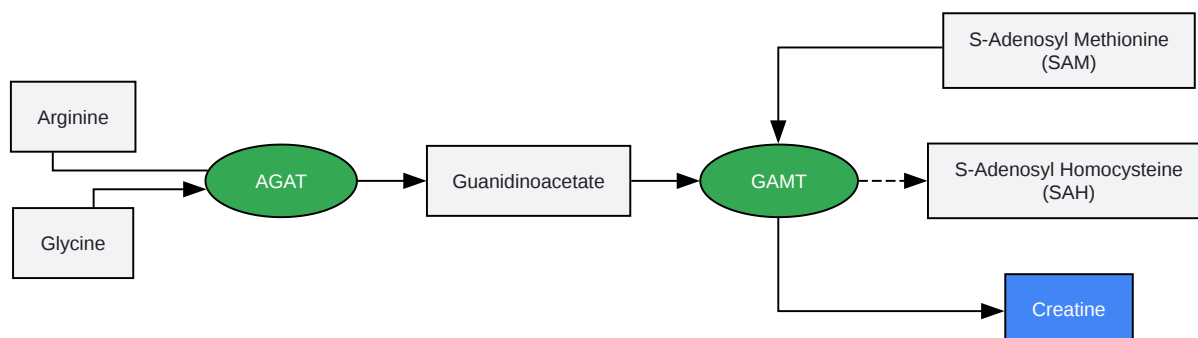 S-Adenosyl Methionine
(SAM)
Arginine
AGAT
Guanidinoacetate
GAMT
S-Adenosyl Homocysteine
(SAH)
Glycine
Creatine